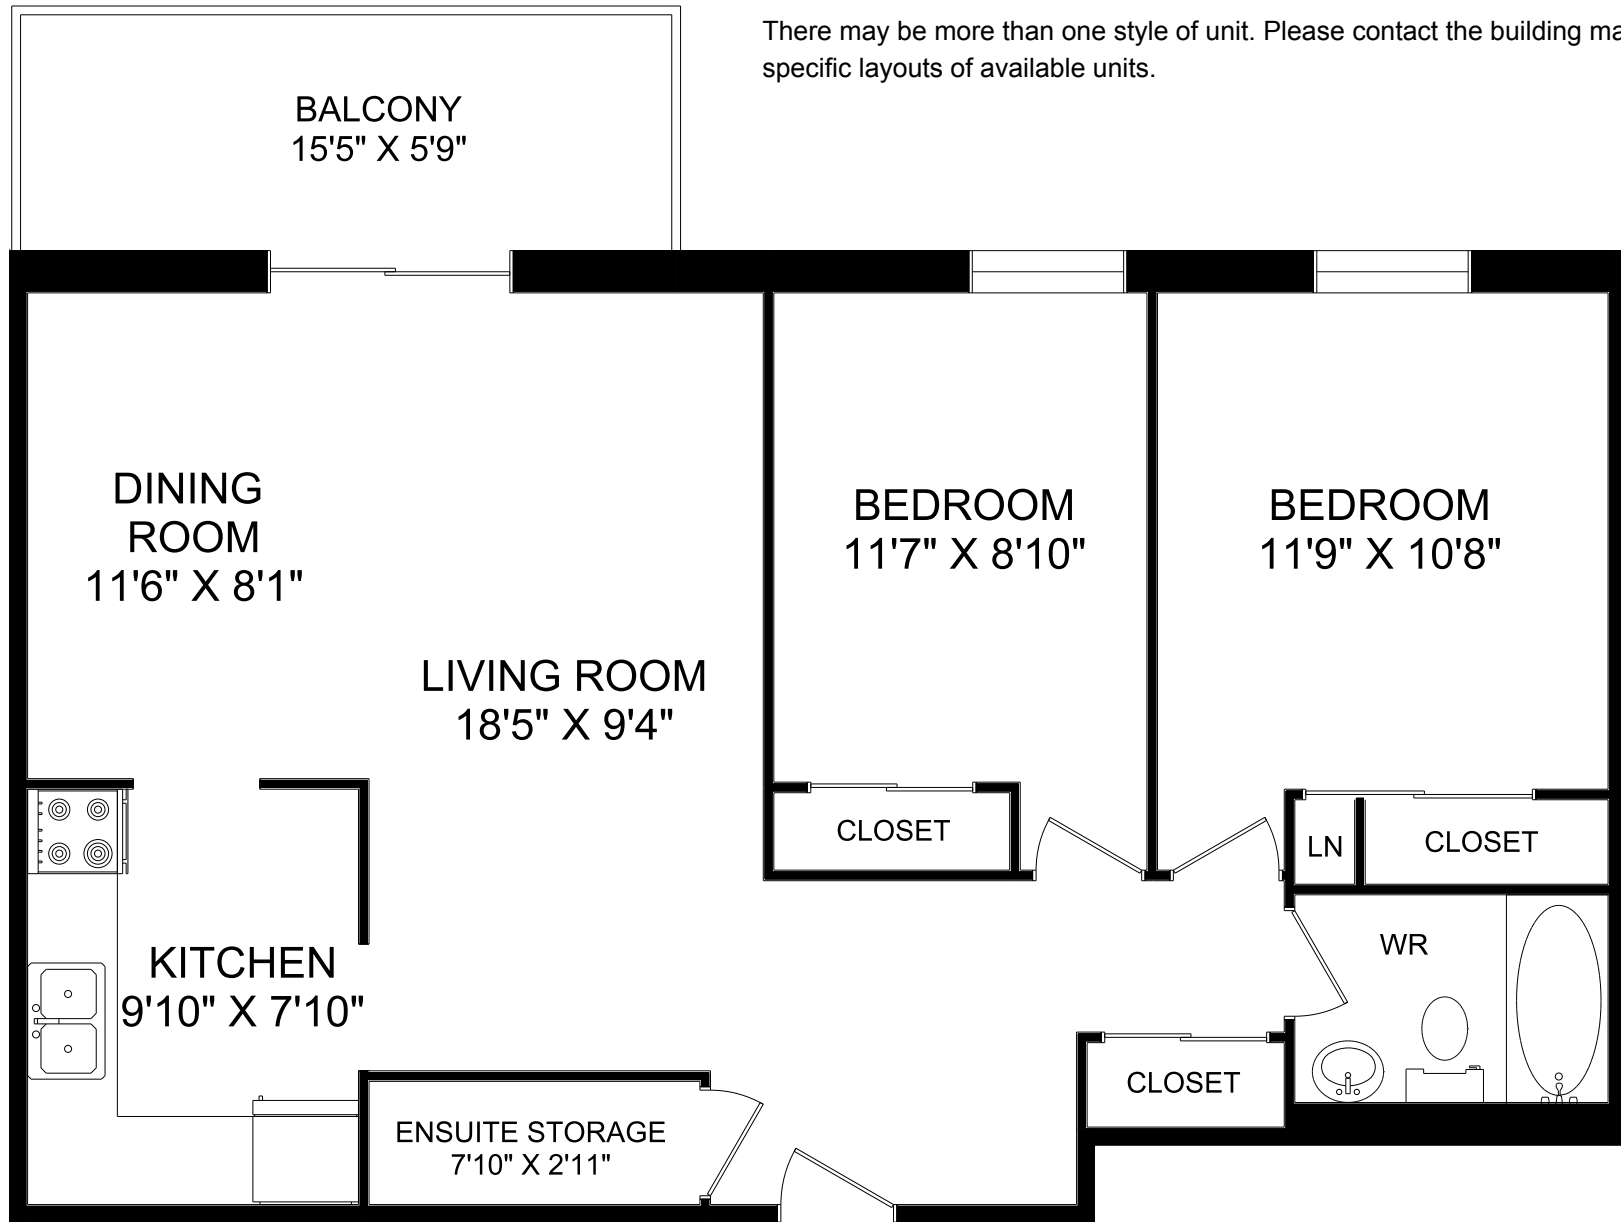 There may be more than one style of unit. Please contact the building ma
specific layouts of available units.
BALCONY
15'5" X 5'9"
DINING
ROOM
11'6" X 8'1"
LIVING ROOM
18'5" X 9'4"
BEDROOM
11'7" X 8'10"
BEDROOM
11'9" X 10'8"
CLOSET
LN
CLOSET
KITCHEN
9'10" X 7'10"
WR
CLOSET
ENSUITE STORAGE
7'10" X 2'11"